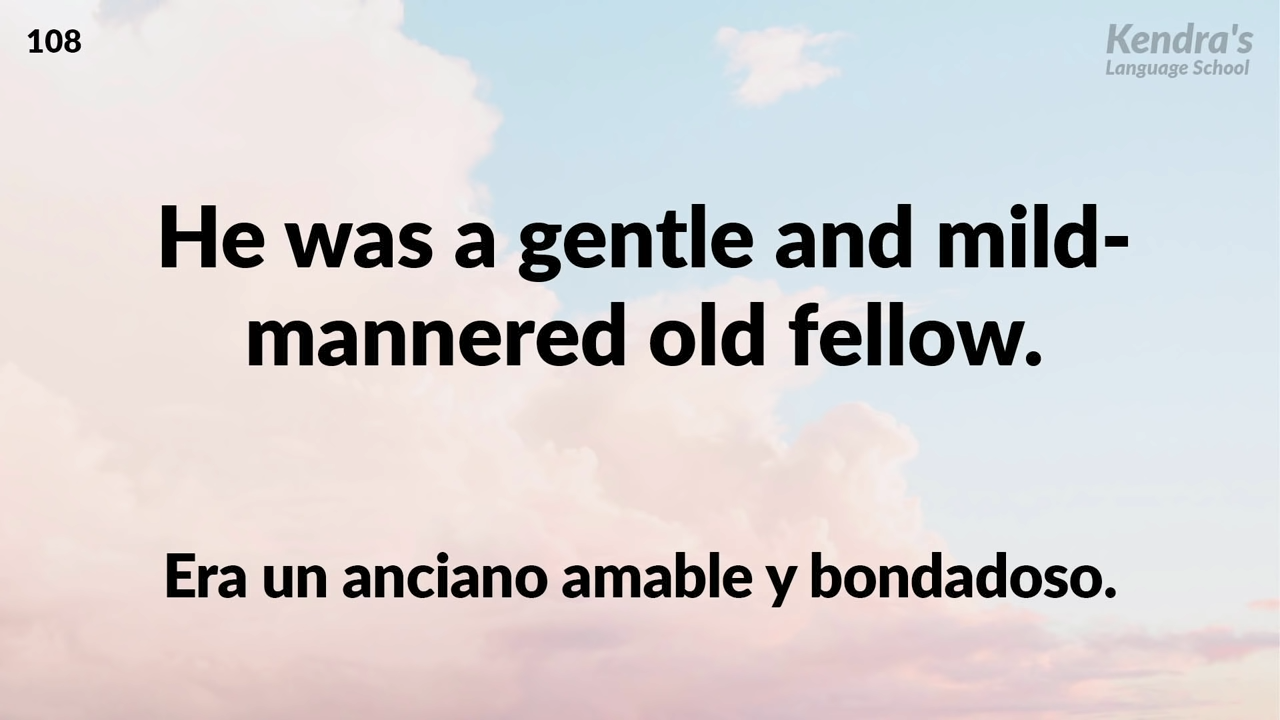 108
Kendra's
Language School
He was a gentle and mild-
mannered old fellow.
Era un anciano amable y bondadoso.